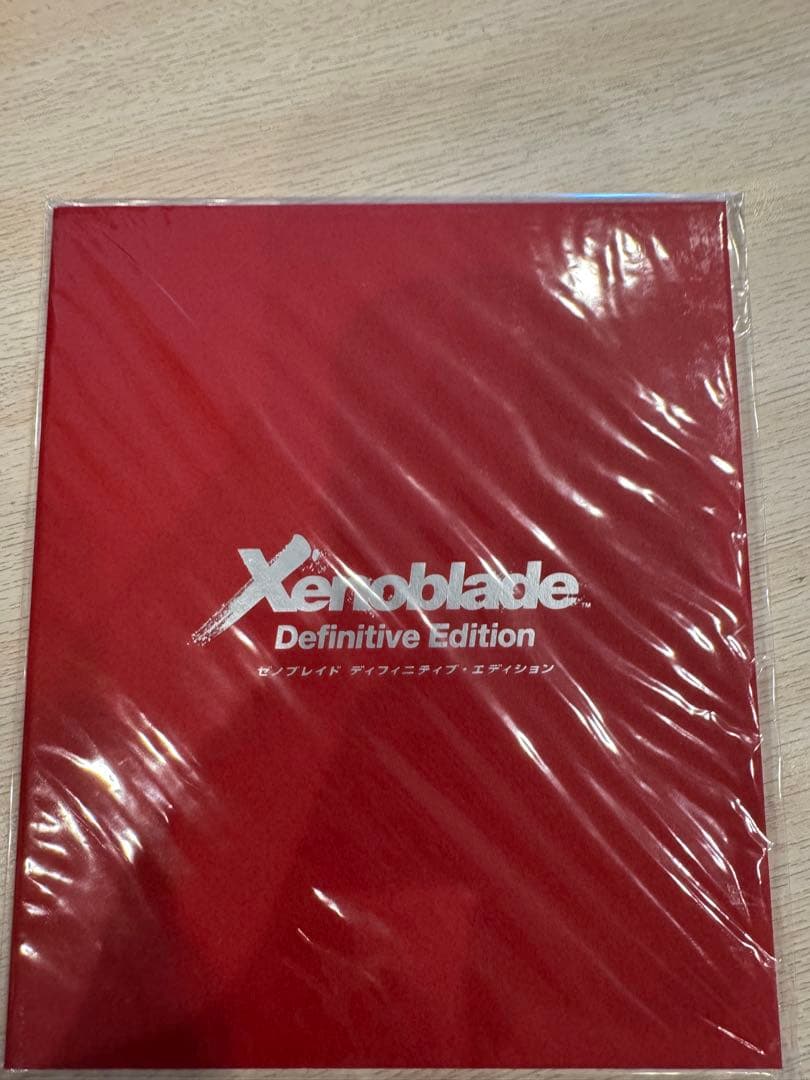 Xenoblade™
Definitive Edition
ゼノブレイド ディフィニティブ・エディション